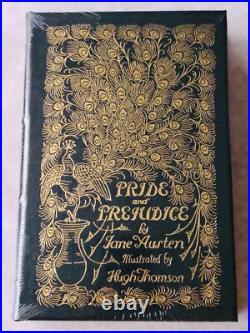 PRIDE
and
PREJUDICE
by
Jane Austen
Illustrated by
Hugh Thomson